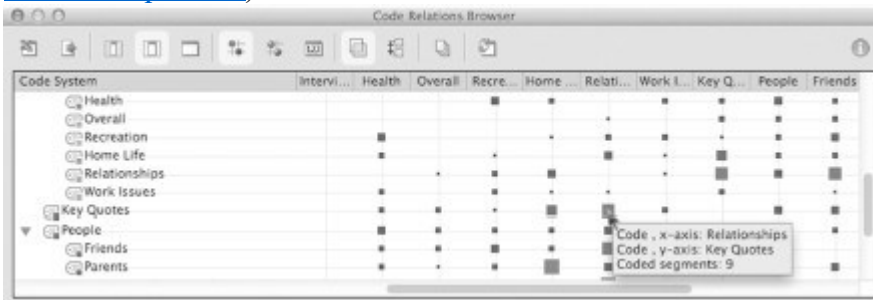 Code Relations Browser
Code System Intervi... Health Overall Recre... Home ... Relati... Work I... Key Q... People Friends
Health
Overall
Recreation
Home Life
Relationships
Work Issues
Key Quotes
People
Friends
Parents
Code , x-axis: Relationships
Code , y-axis: Key Quotes
Coded segments: 9